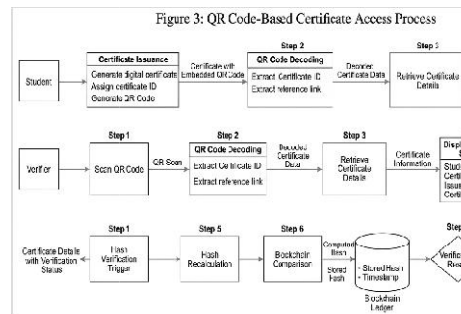 Figure 3: QR Code-Based Certificate Access Process
Student
Certificate Issuance
Generate digital certificate
Assign certificate ID
Generate QR Code
Certificate with
Embedded QR Code
Step 2
QR Code Decoding
Extract Certificate ID
Extract reference link
Decoded
Certificate Data
Step 3
Retrieve Certificate
Details
Verifier
Step 1
Scan QR Code
QR Scan
Step 2
QR Code Decoding
Extract Certificate ID
Extract reference link
Decoded
Certificate
Data
Step 3
Retrieve
Certificate
Details
Certificate
Information
Certificate Details
with Verification
Status
Step 1
Hash
Verification
Trigger
Step 5
Hash
Recalculation
Step 6
Blockchain
Comparison
Computed
Hash
Stored
Hash
- Stored Hash
- Timestamp
Blockchain
Ledger